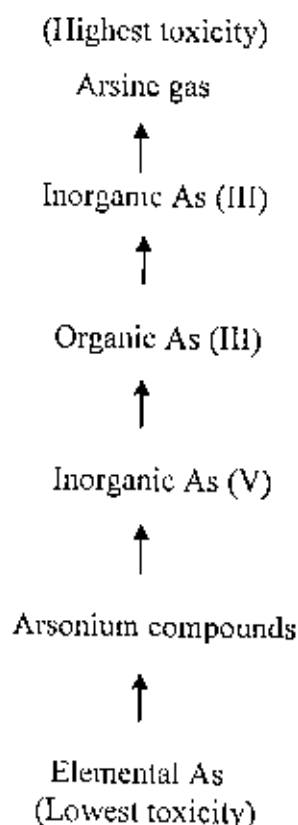 (Highest toxicity)
Arsine gas
Inorganic As (III)
Organic As (III)
Inorganic As (V)
Arsonium compounds
Elemental As
(Lowest toxicity)